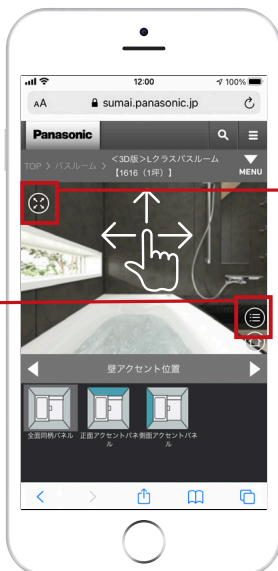 12:00
100%
AA
sumai.panasonic.jp
Panasonic
TOP > バスルーム >
<3D版>Lクラスバスルーム
【1616（1坪）】
MENU
壁アクセント位置
全面同柄パネル
正面アクセントパネル
側面アクセントパネル